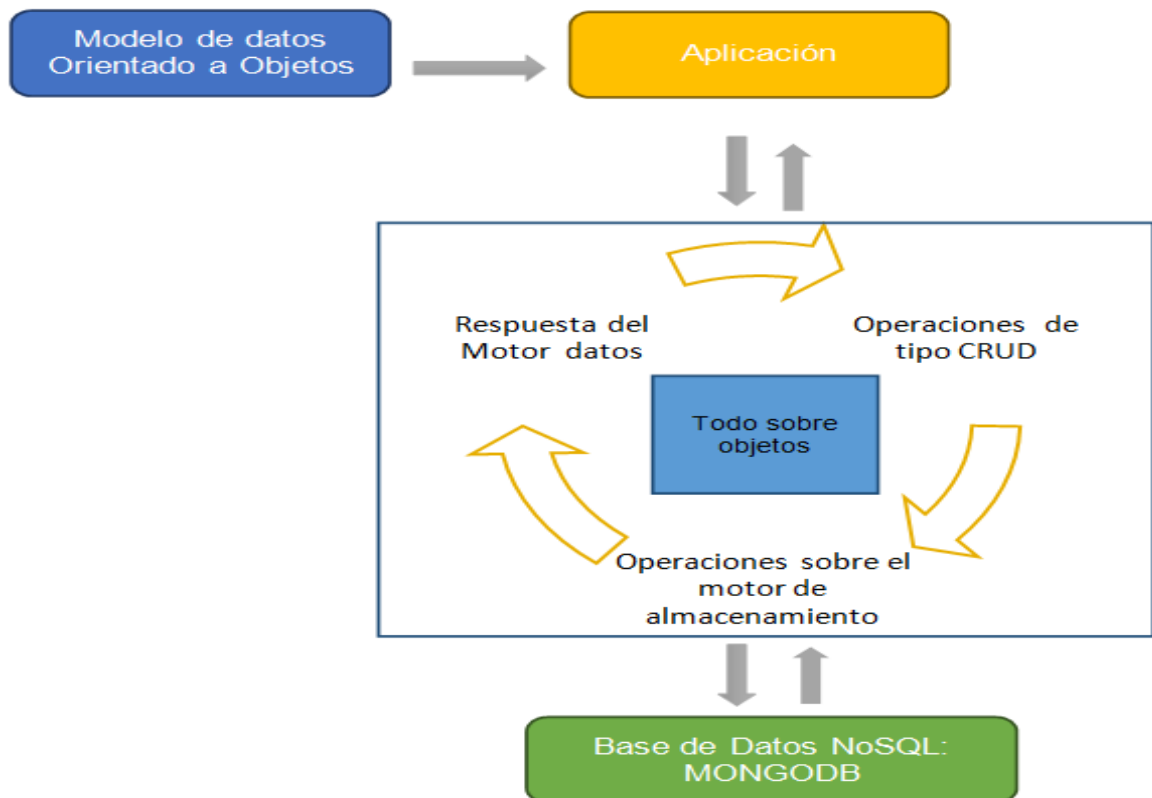 Modelo de datos
Orientado a Objetos
Aplicación
Respuesta del
Motor datos
Operaciones de
tipo CRUD
Todo sobre
objetos
Operaciones sobre el
motor de
almacenamiento
Base de Datos NoSQL:
MONGODB